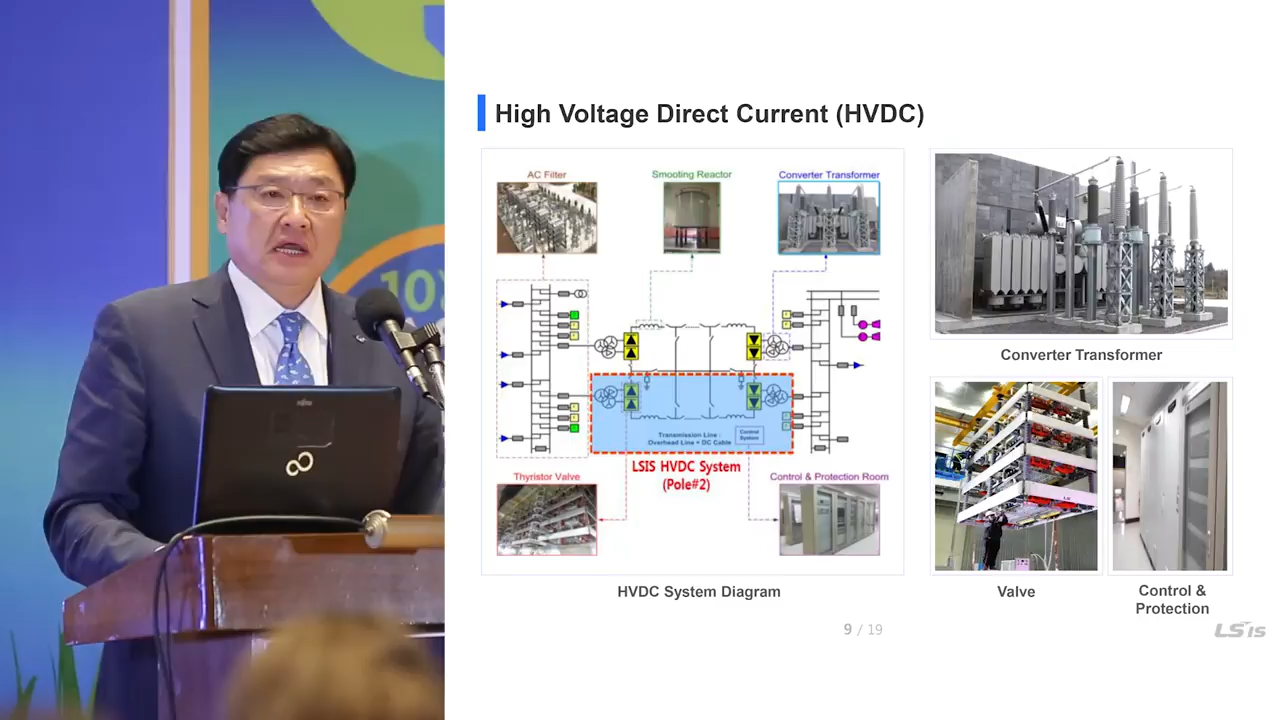 10
FUJITSU
High Voltage Direct Current (HVDC)
AC Filter
Smooting Reactor
Converter Transformer
Transmission Line :
Overhead Line + DC Cable
Control
System
LSIS HVDC System
(Pole#2)
Thyristor Valve
Control & Protection Room
HVDC System Diagram
Converter Transformer
Valve
Control &
Protection
9 / 19
LSIS